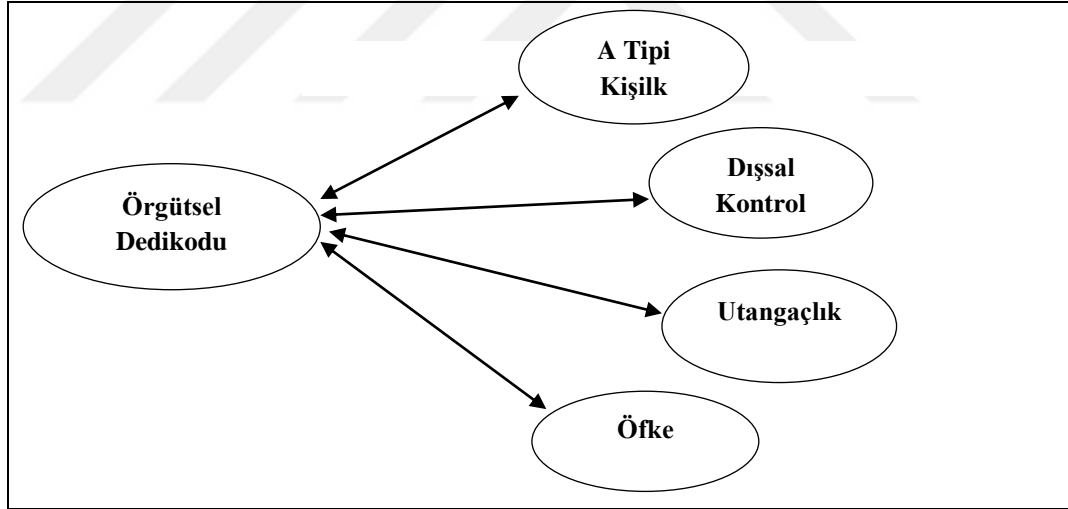 A Tipi
Kişilk
Dışsal
Kontrol
Örgütsel
Dedikodu
Utangaçlık
Öfke